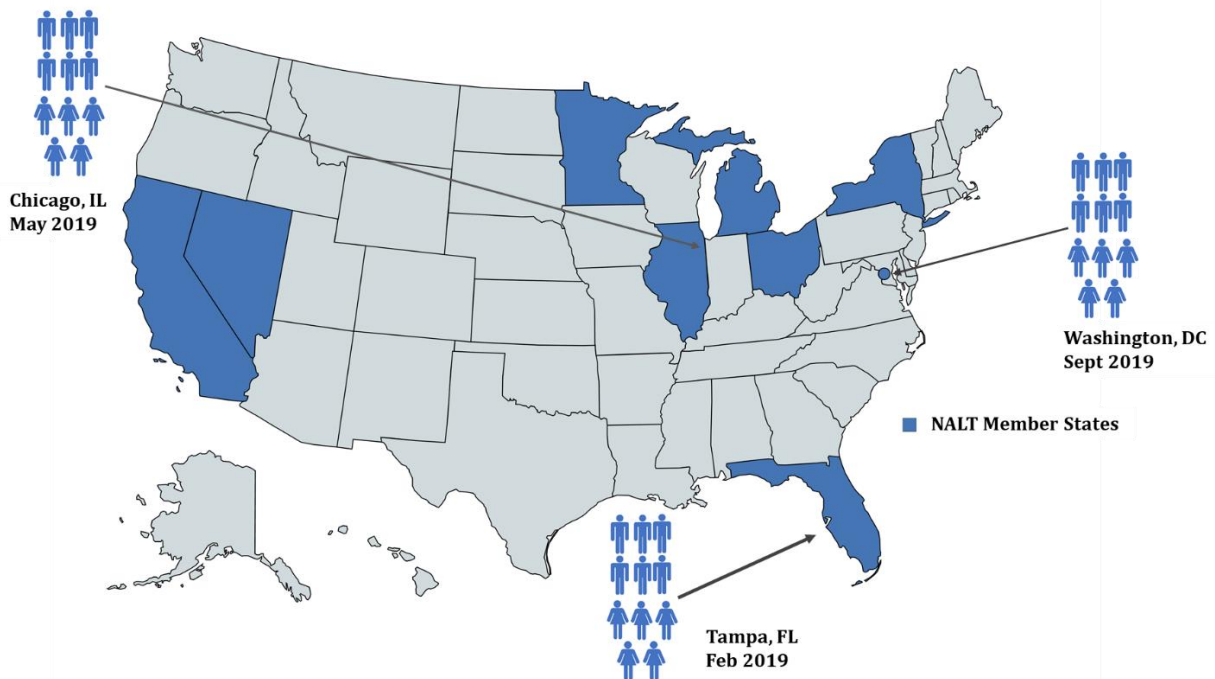 Chicago, IL
May 2019
Washington, DC
Sept 2019
NALT Member States
Tampa, FL
Feb 2019